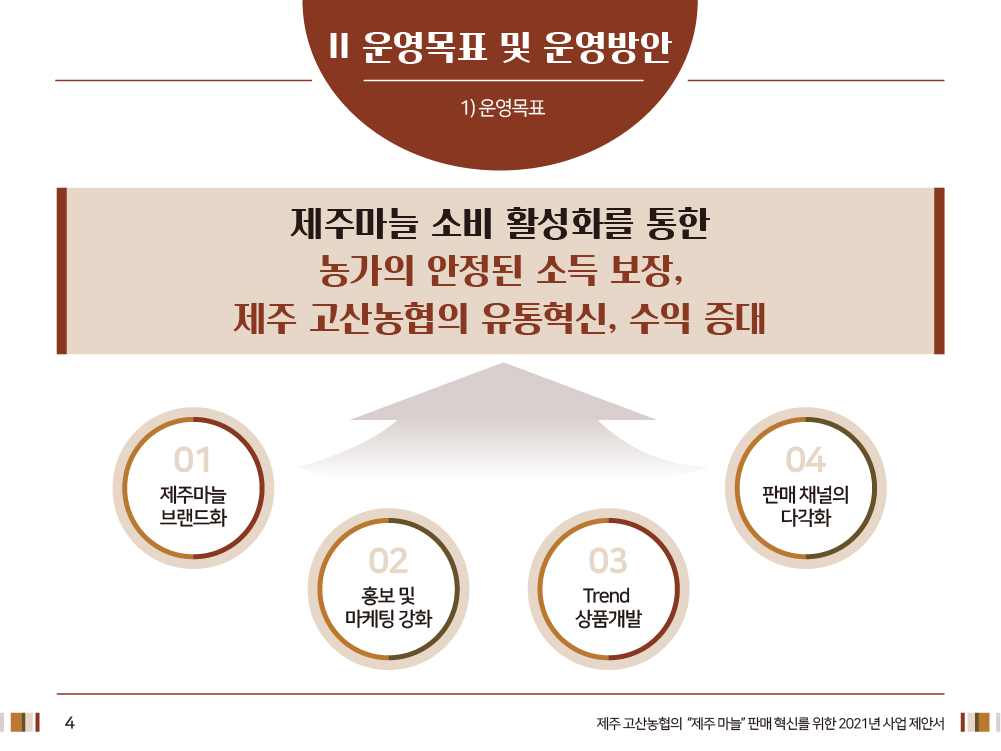 II 운영목표 및 운영방안
1) 운영목표
제주마늘 소비 활성화를 통한
농가의 안정된 소득 보장,
제주 고산농협의 유통혁신, 수익 증대
01
제주마늘
브랜드화
02
홍보 및
마케팅 강화
03
Trend
상품개발
04
판매 채널의
다각화
4
제주 고산농협의 "제주 마늘" 판매 혁신를 위한 2021년 사업 제안서